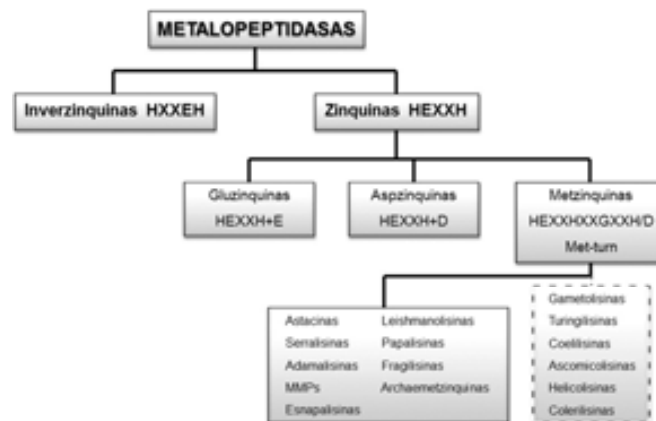 METALOPEPTIDASAS
Inverzinquinas HXXEH
Zinquinas HEXXH
Gluzinquinas
HEXXH+E
Aspzinquinas
HEXXH+D
Metzinquinas
HEXXHXXGXXH/D
Met-turn
Astacinas
Serralisinas
Adamalisinas
MMPs
Esnapalisinas
Leishmanolisinas
Papalisinas
Fragilisinas
Archaemetzinquinas
Gametolisinas
Turingilisinas
Coelilisinas
Ascomicolisinas
Helicolisinas
Colerilisinas